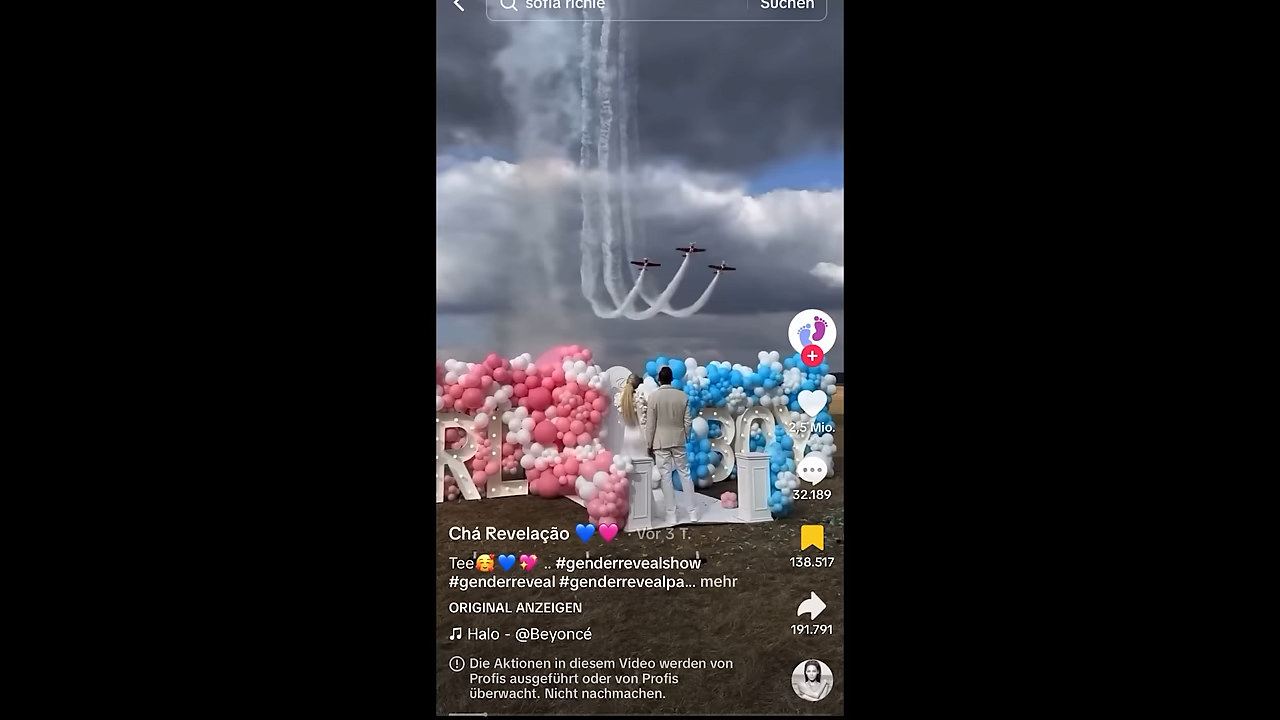 sofia richie
Suchen
RL
BOY
2,5 Mio.
32.189
138.517
191.791
Chá Revelação 💙💖 · Vor 3 T.
Tee🥰💙💖 .. #genderrevealshow
#genderreveal #genderrevealpa... mehr
ORIGINAL ANZEIGEN
Halo - @Beyoncé
Die Aktionen in diesem Video werden von
Profis ausgeführt oder von Profis
überwacht. Nicht nachmachen.